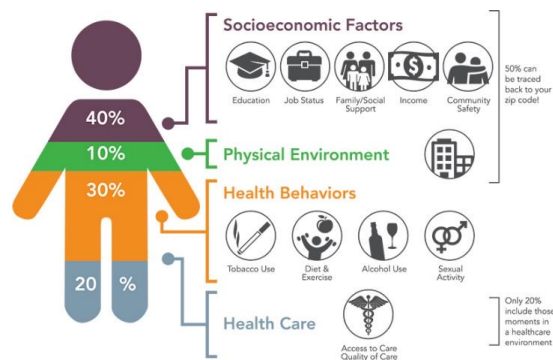 Socioeconomic Factors
Education
Job Status
Family/Social
Support
Income
Community
Safety
50% can
be traced
back to your
zip code!
40%
10%
Physical Environment
30%
Health Behaviors
Tobacco Use
Diet &
Exercise
Alcohol Use
Sexual
Activity
20 %
Health Care
Access to Care
Quality of Care
Only 20%
include those
moments in
a healthcare
environment